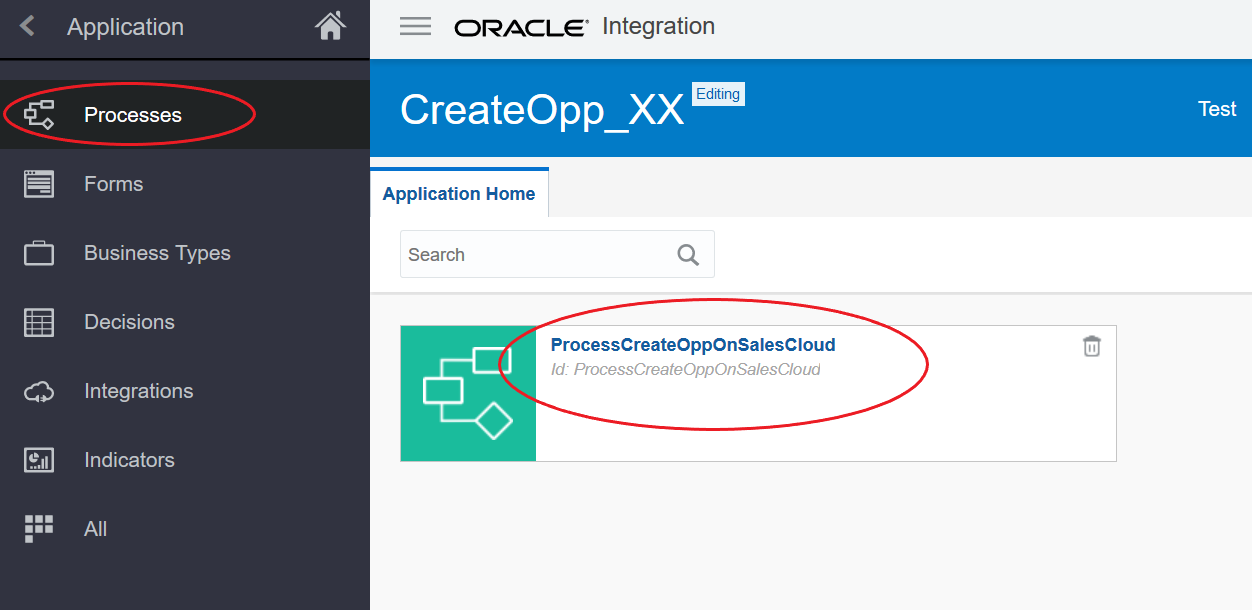 Application
Processes
Forms
Business Types
Decisions
Integrations
Indicators
All
ORACLE® Integration
CreateOpp_XX Editing
Test
Application Home
Search
ProcessCreateOppOnSalesCloud
Id: ProcessCreateOppOnSalesCloud